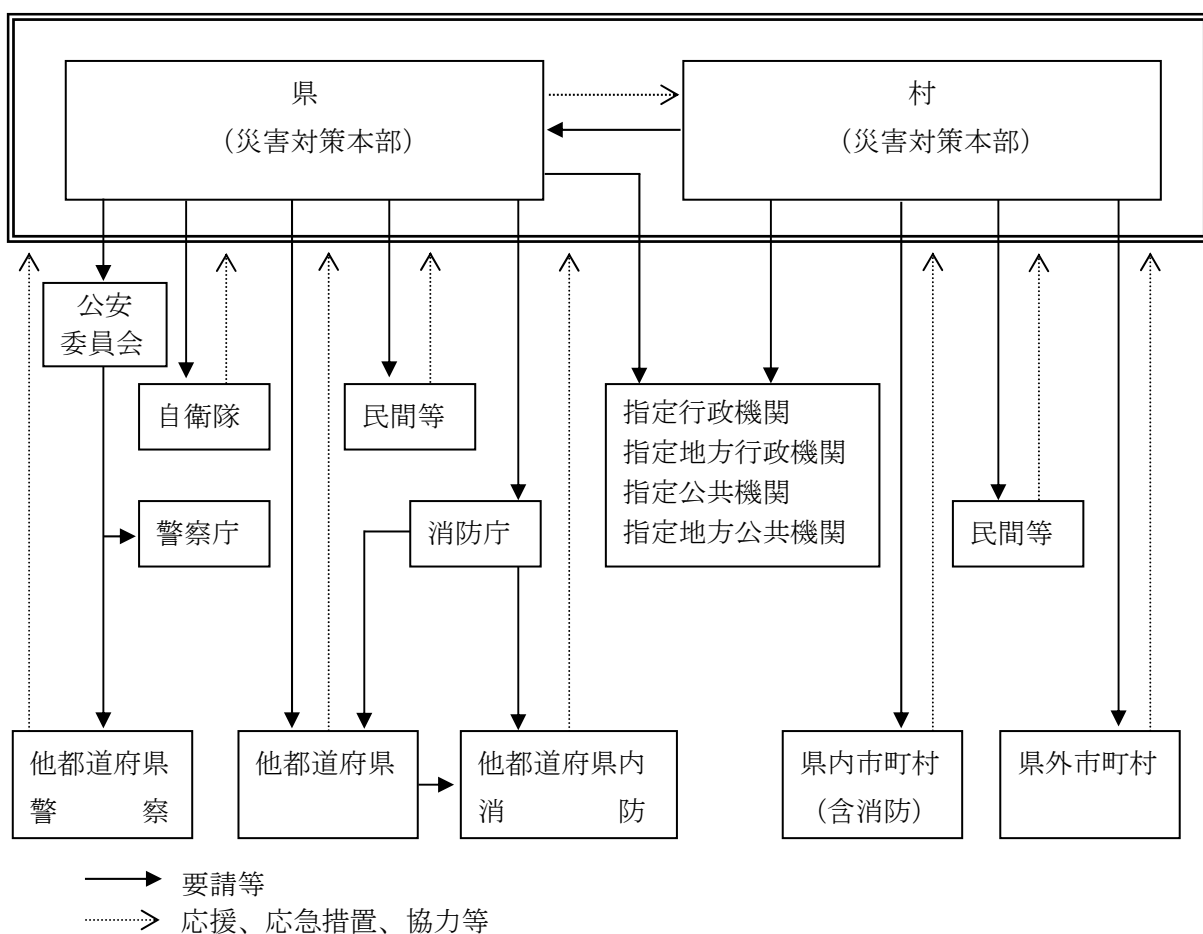 県
（災害対策本部）
村
（災害対策本部）
公安
委員会
自衛隊
民間等
指定行政機関
指定地方行政機関
指定公共機関
指定地方公共機関
警察庁
消防庁
民間等
他都道府県
警　　　察
他都道府県
他都道府県内
消　　　　防
県内市町村
（含消防）
県外市町村
要請等
応援、応急措置、協力等